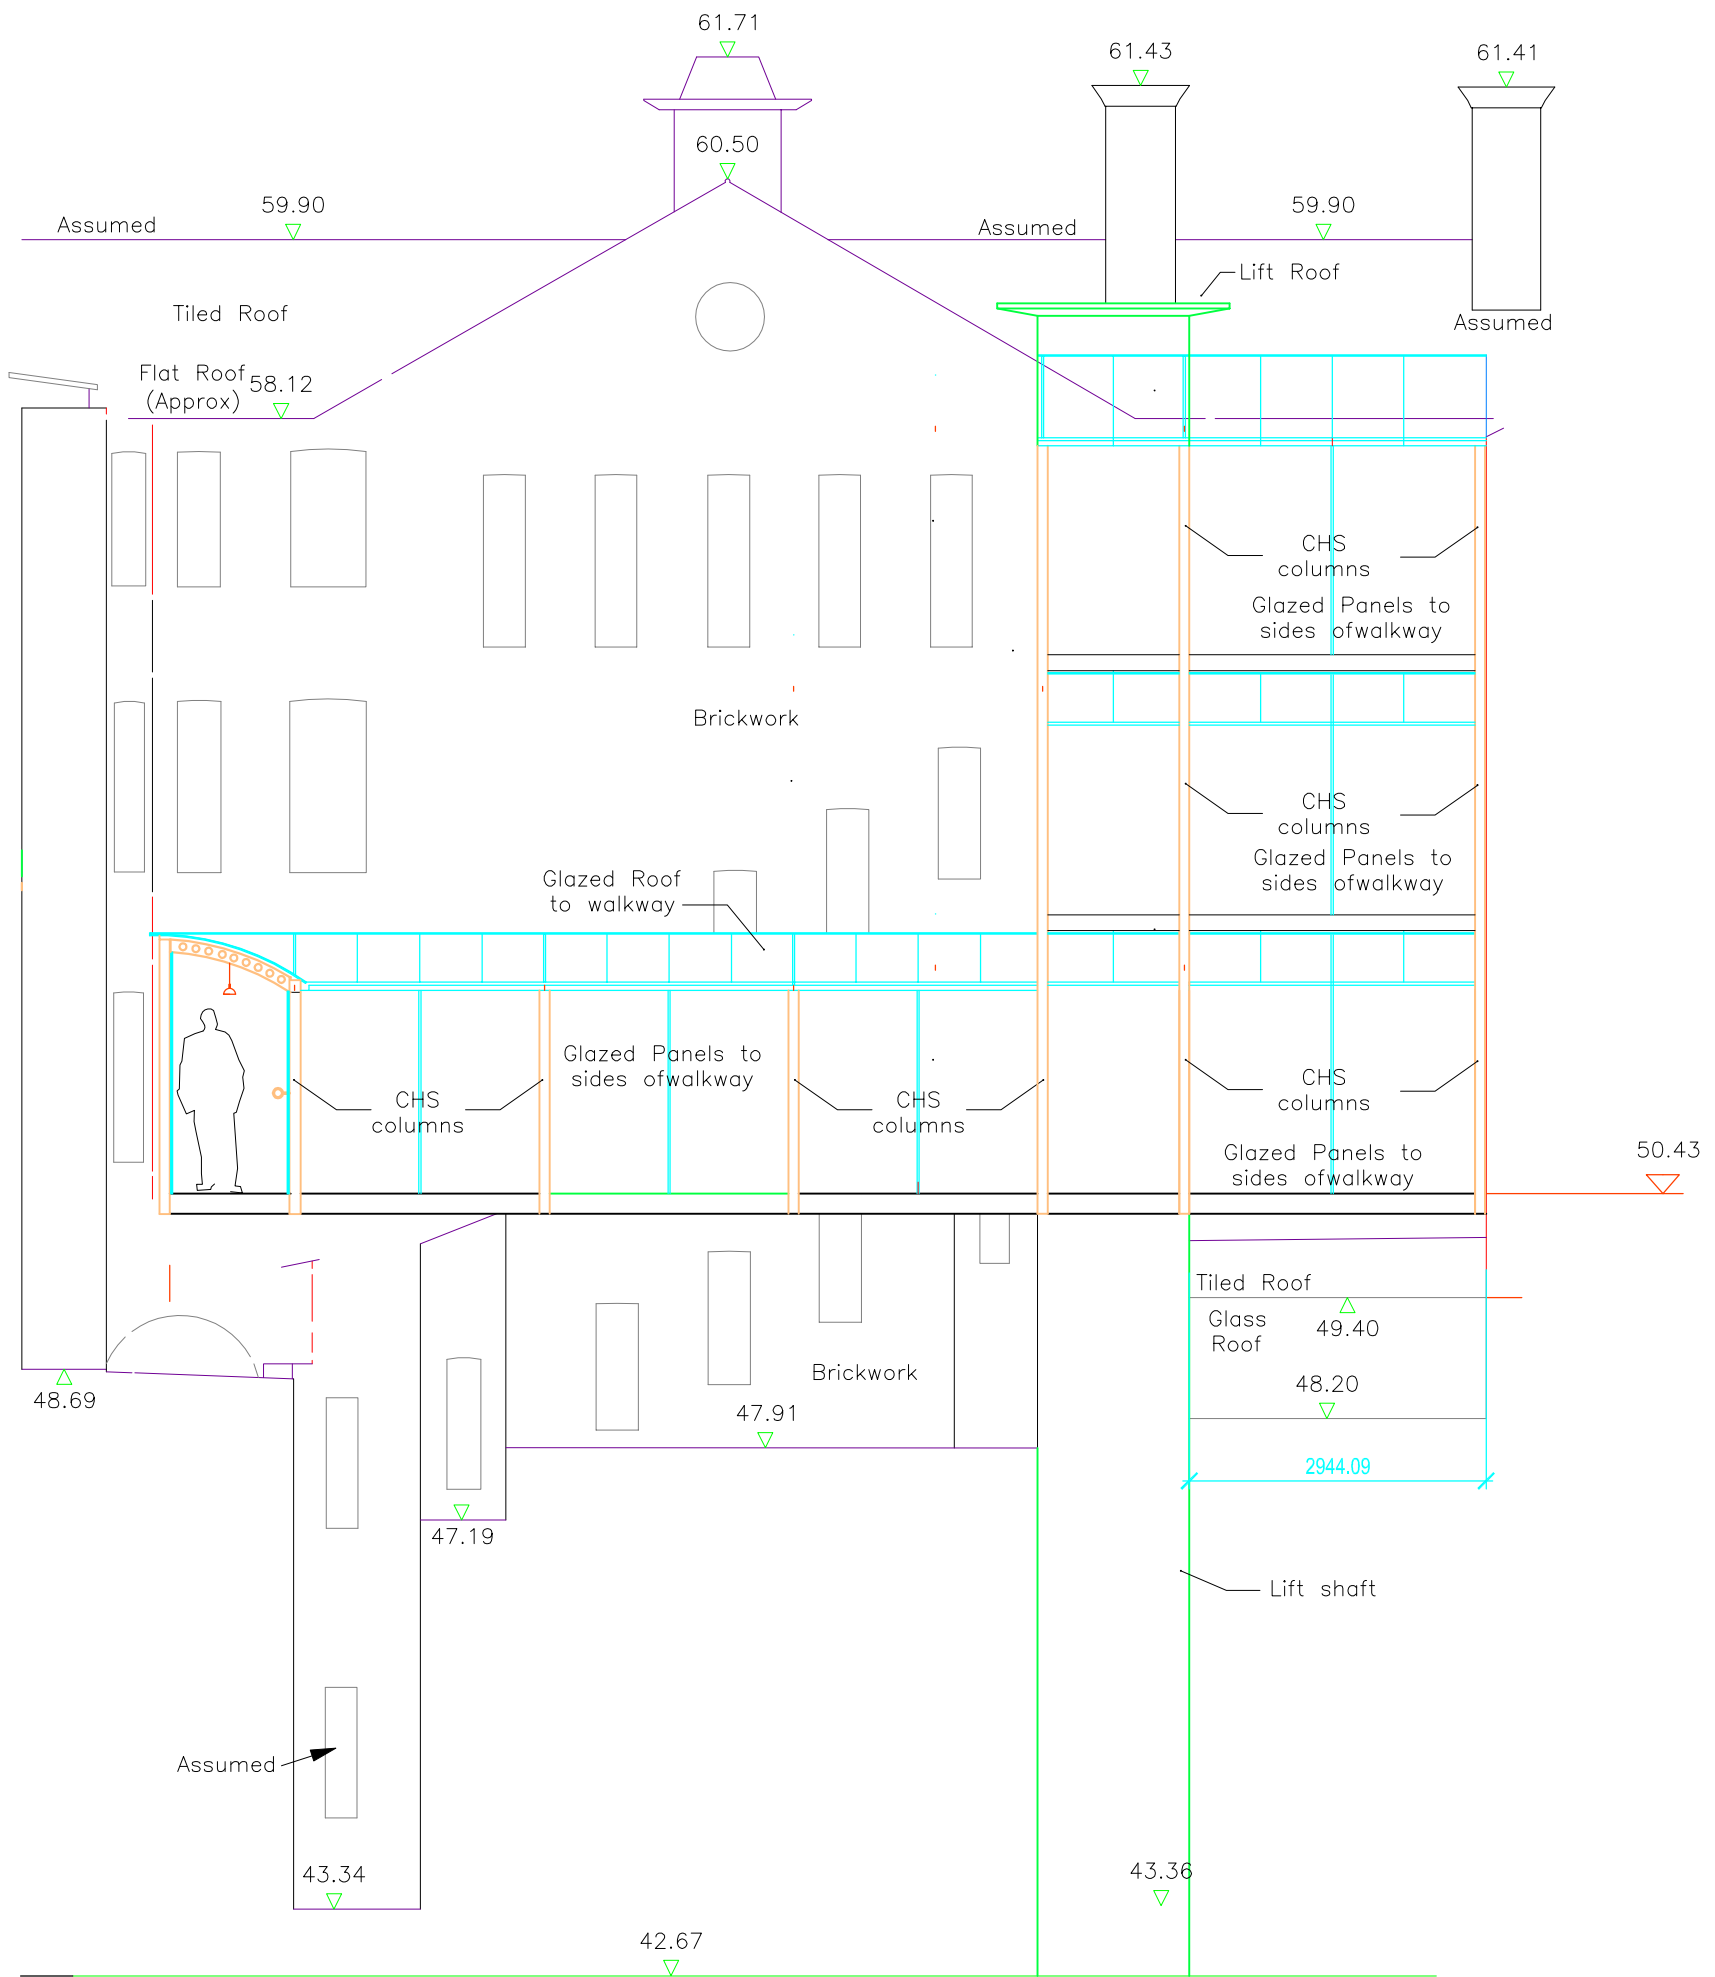 61.71
61.43
61.41
60.50
59.90
59.90
Assumed
Assumed
Lift Roof
Tiled Roof
Assumed
Flat Roof
(Approx)
58.12
CHS
columns
Glazed Panels to
sides ofwalkway
Brickwork
CHS
columns
Glazed Panels to
sides ofwalkway
Glazed Roof
to walkway
Glazed Panels to
sides ofwalkway
CHS
columns
CHS
columns
CHS
columns
Glazed Panels to
sides ofwalkway
50.43
Tiled Roof
Glass
Roof
49.40
Brickwork
48.20
48.69
47.91
2944.09
47.19
Lift shaft
Assumed
43.34
43.36
42.67